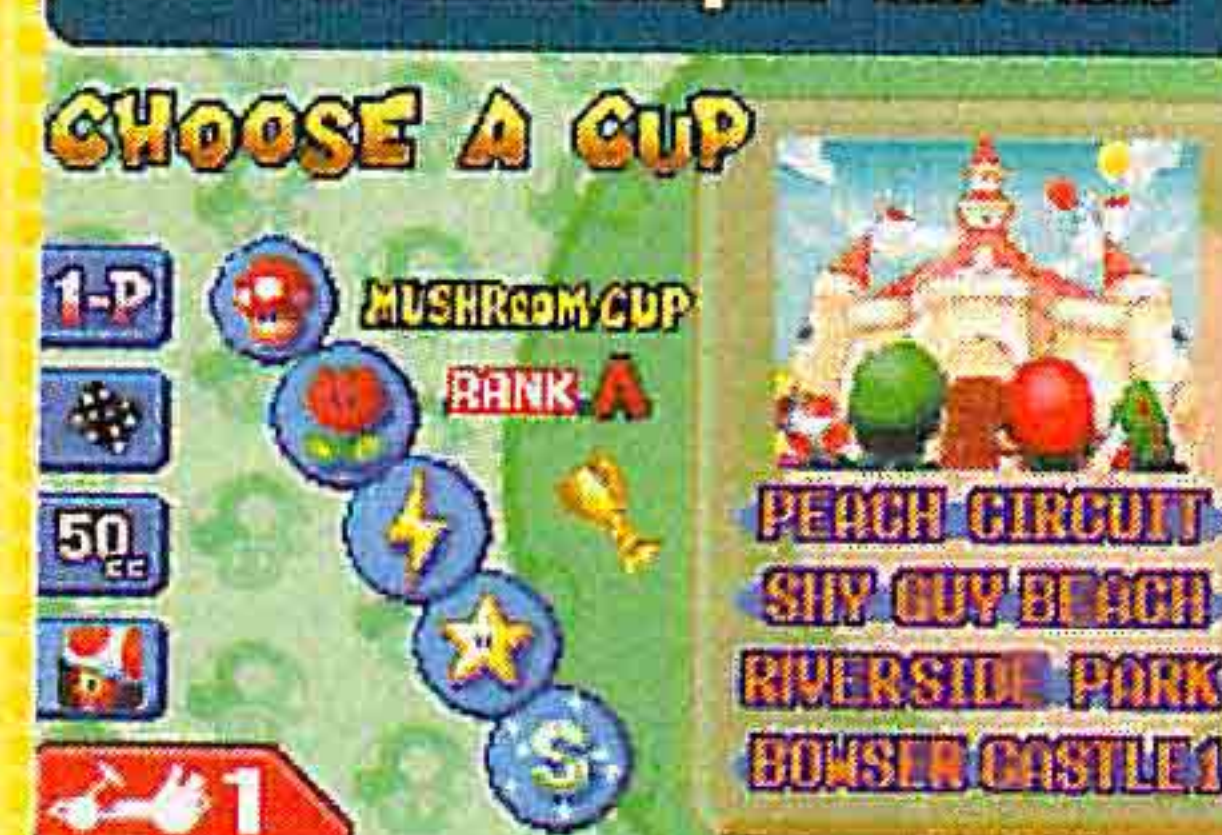 CHOOSE A CUP
1-P
MUSHROOM CUP
RANK A
50cc
S
1
PEACH CIRCUIT
SHY GUY BEACH
RIVERSIDE PARK
BOWSER CASTLE 1